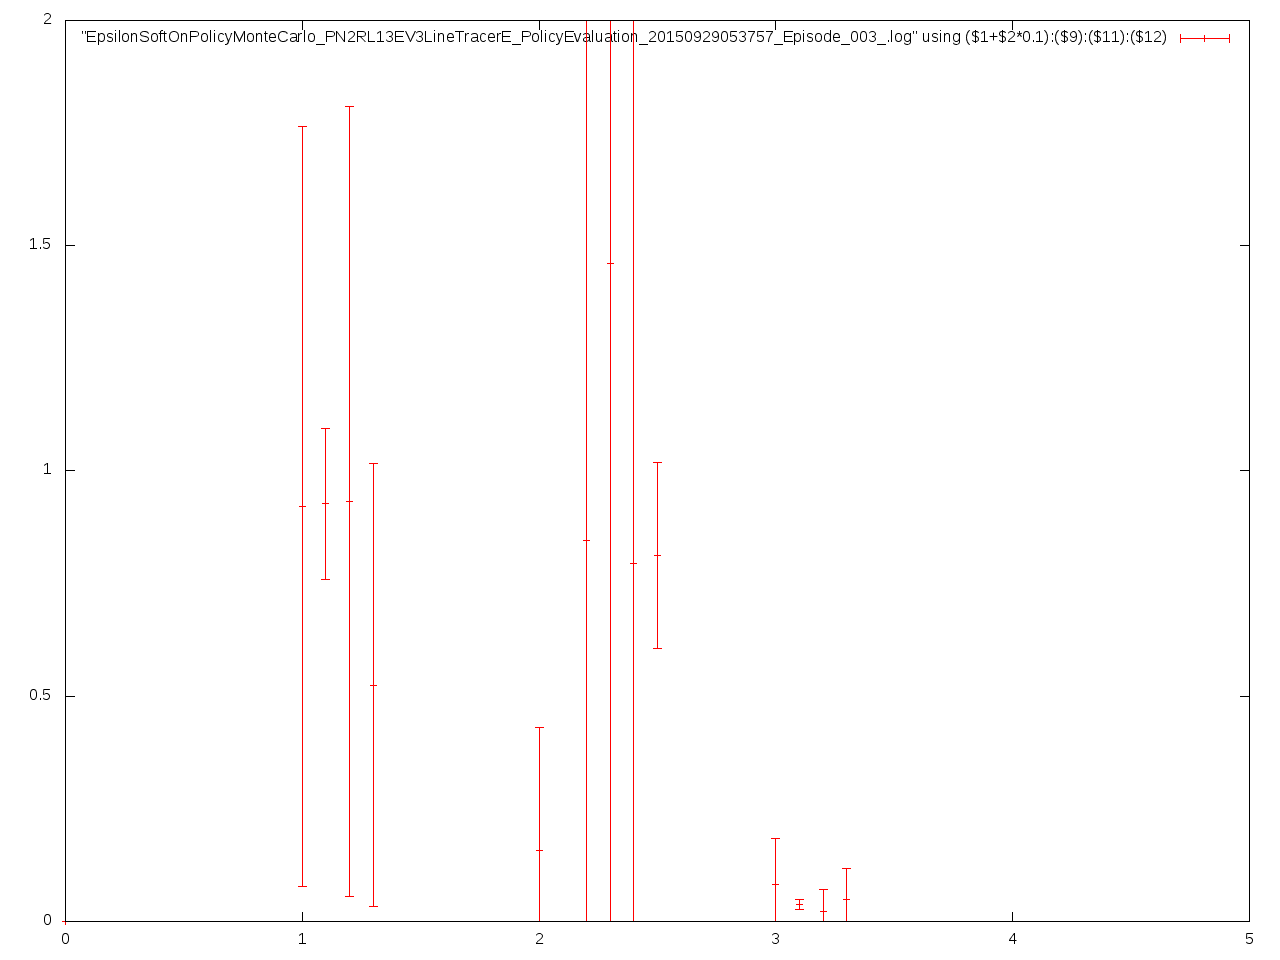 2
"EpsilonSoftOnPolicyMonteCarlo_PN2RL13EV3LineTracerE_PolicyEvaluation_20150929053757_Episode_003_.log" using ($1+$2*0.1):($9):($11):($12)
1.5
1
0.5
0
0 1 2 3 4 5